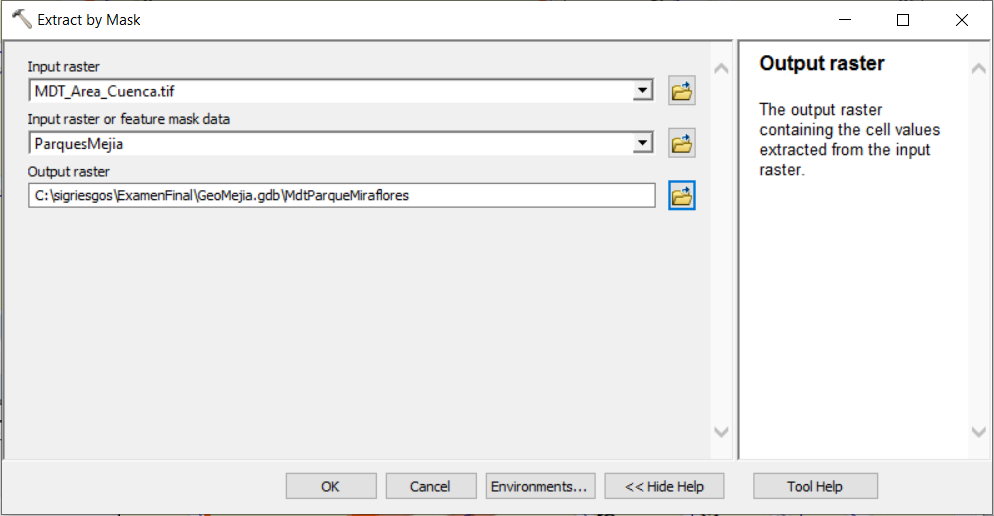 Extract by Mask
Input raster
MDT_Area_Cuenca.tif
Input raster or feature mask data
ParquesMejia
Output raster
C:\sigriesgos\ExamenFinal\GeoMejia.gdb\MdtParqueMiraflores
Output raster
The output raster
containing the cell values
extracted from the input
raster.
OK
Cancel
Environments...
<< Hide Help
Tool Help